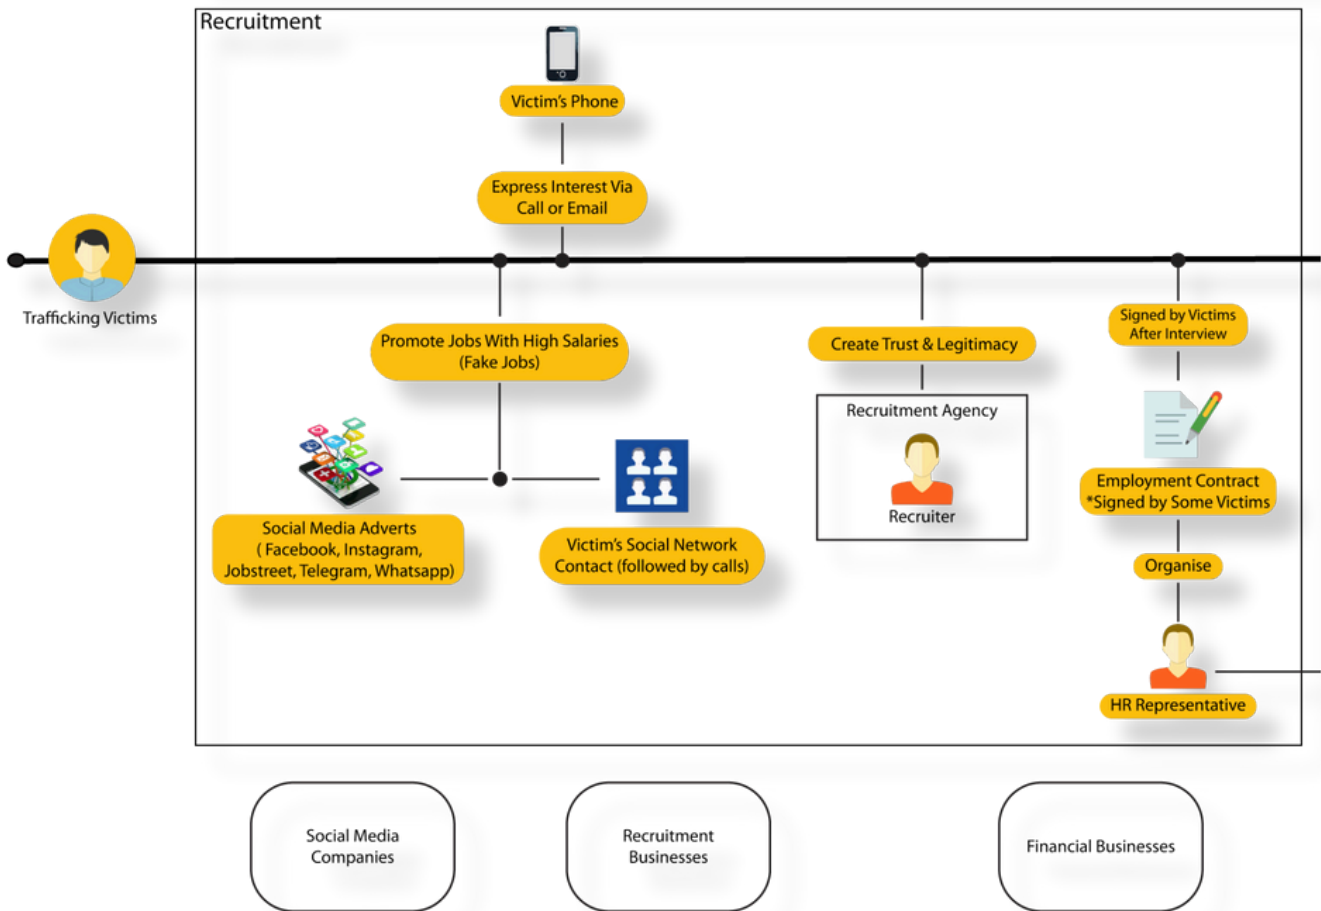 Recruitment
Victim's Phone
Express Interest Via
Call or Email
Trafficking Victims
Promote Jobs With High Salaries
(Fake Jobs)
Social Media Adverts
( Facebook, Instagram,
Jobstreet, Telegram, Whatsapp)
Victim's Social Network
Contact (followed by calls)
Create Trust & Legitimacy
Recruitment Agency
Recruiter
Signed by Victims
After Interview
Employment Contract
*Signed by Some Victims
Organise
HR Representative
Social Media
Companies
Recruitment
Businesses
Financial Businesses